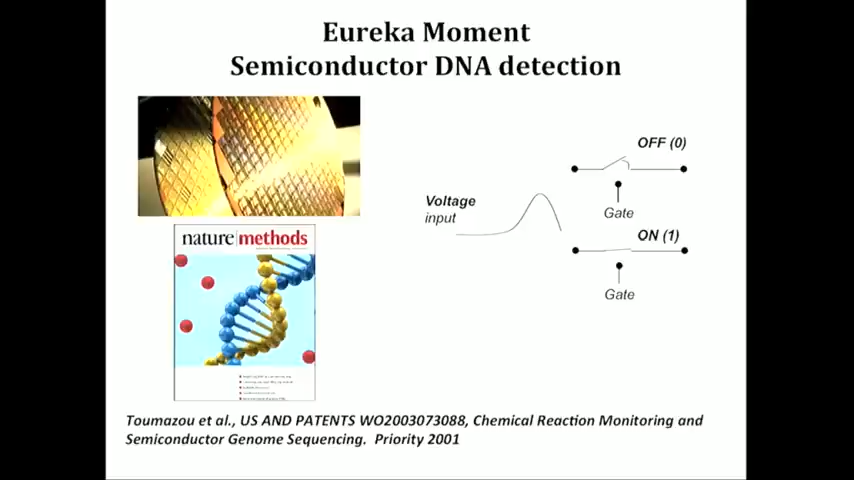 Eureka Moment
Semiconductor DNA detection
OFF (0)
Voltage
input
Gate
ON (1)
Gate
nature methods
Toumazou et al., US AND PATENTS WO2003073088, Chemical Reaction Monitoring and
Semiconductor Genome Sequencing. Priority 2001